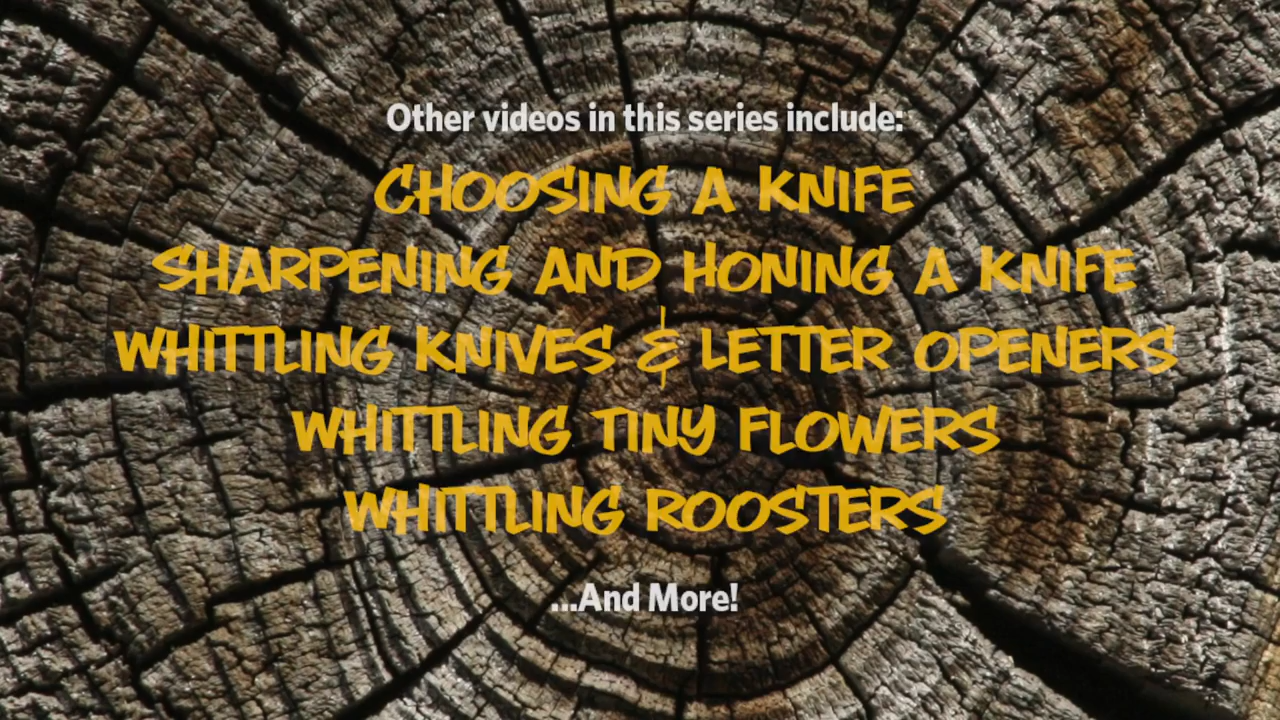 Other videos in this series include:
CHOOSING A KNIFE
SHARPENING AND HONING A KNIFE
WHITTLING KNIVES & LETTER OPENERS
WHITTLING TINY FLOWERS
WHITTLING ROOSTERS
...And More!